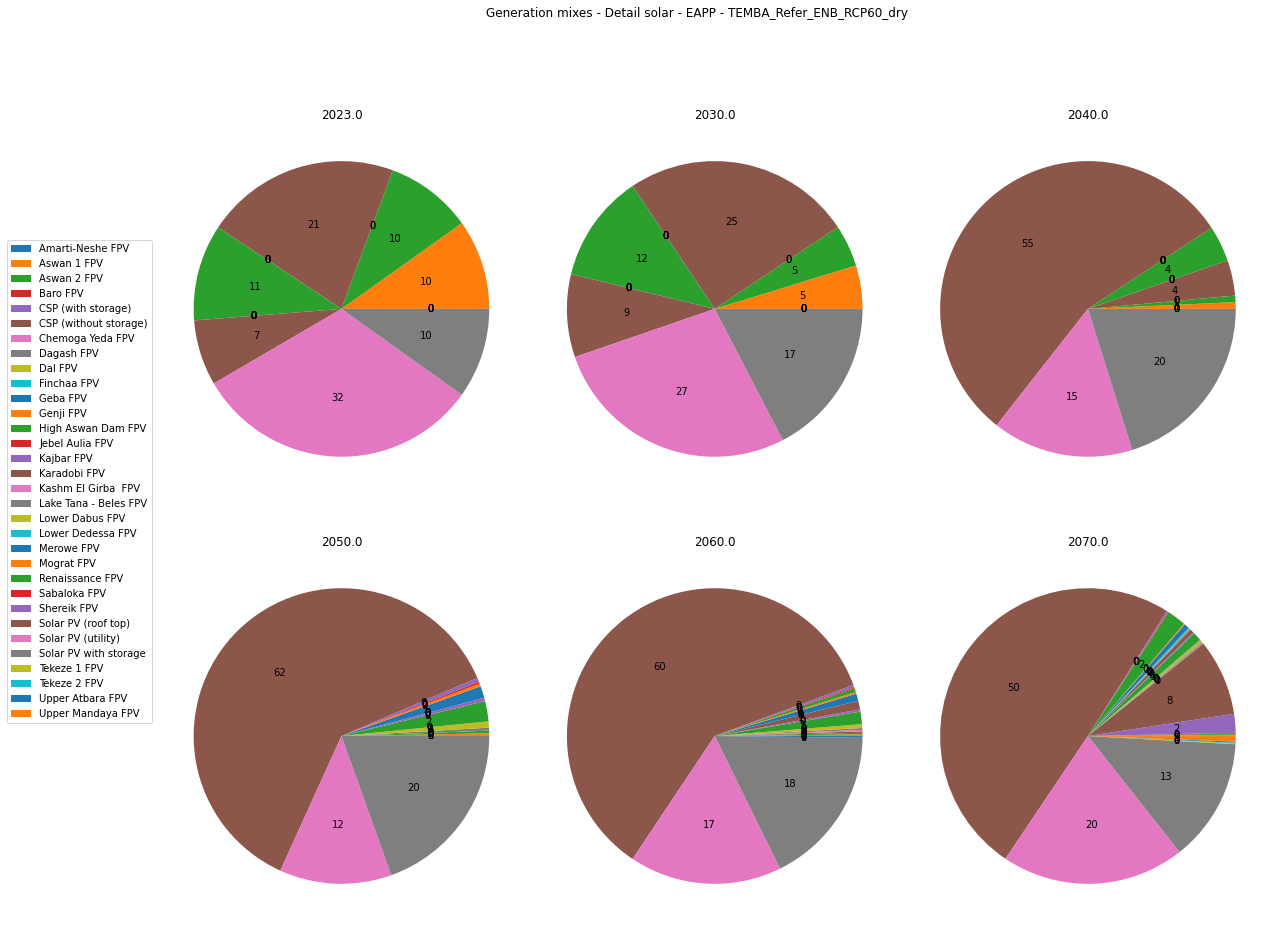 Generation mixes - Detail solar - EAPP - TEMBA_Refer_ENB_RCP60_dry
2023.0
2030.0
2040.0
21
0
10
10
0
11
0
7
0
10
32
25
0
12
0
5
5
0
9
0
17
27
55
0
4
0
4
0
0
20
15
Amarti-Neshe FPV
Aswan 1 FPV
Aswan 2 FPV
Baro FPV
CSP (with storage)
CSP (without storage)
Chemoga Yeda FPV
Dagash FPV
Dal FPV
Finchaa FPV
Geba FPV
Genji FPV
High Aswan Dam FPV
Jebel Aulia FPV
Kajbar FPV
Karadobi FPV
Kashm El Girba  FPV
Lake Tana - Beles FPV
Lower Dabus FPV
Lower Dedessa FPV
Merowe FPV
Mograt FPV
Renaissance FPV
Sabaloka FPV
Shereik FPV
Solar PV (roof top)
Solar PV (utility)
Solar PV with storage
Tekeze 1 FPV
Tekeze 2 FPV
Upper Atbara FPV
Upper Mandaya FPV
2050.0
2060.0
2070.0
62
20
12
60
18
17
50
0
2
8
2
13
20